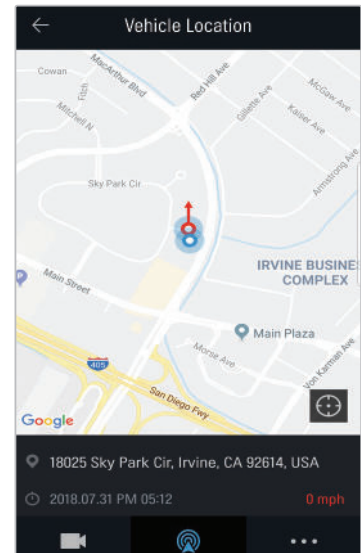 Vehicle Location
Cowan
MacArthur Blvd
Fitch
Mitchell N
Red Hill Ave
McGaw Ave
Gillette Ave
Kaiser Ave
Armstrong Ave
Sky Park Cir
IRVINE BUSINE
COMPLEX
Main Street
Main Plaza
Morse Ave
Von Karman Ave
405
San Diego Fwy
Google
18025 Sky Park Cir, Irvine, CA 92614, USA
2018.07.31 PM 05:12
0 mph